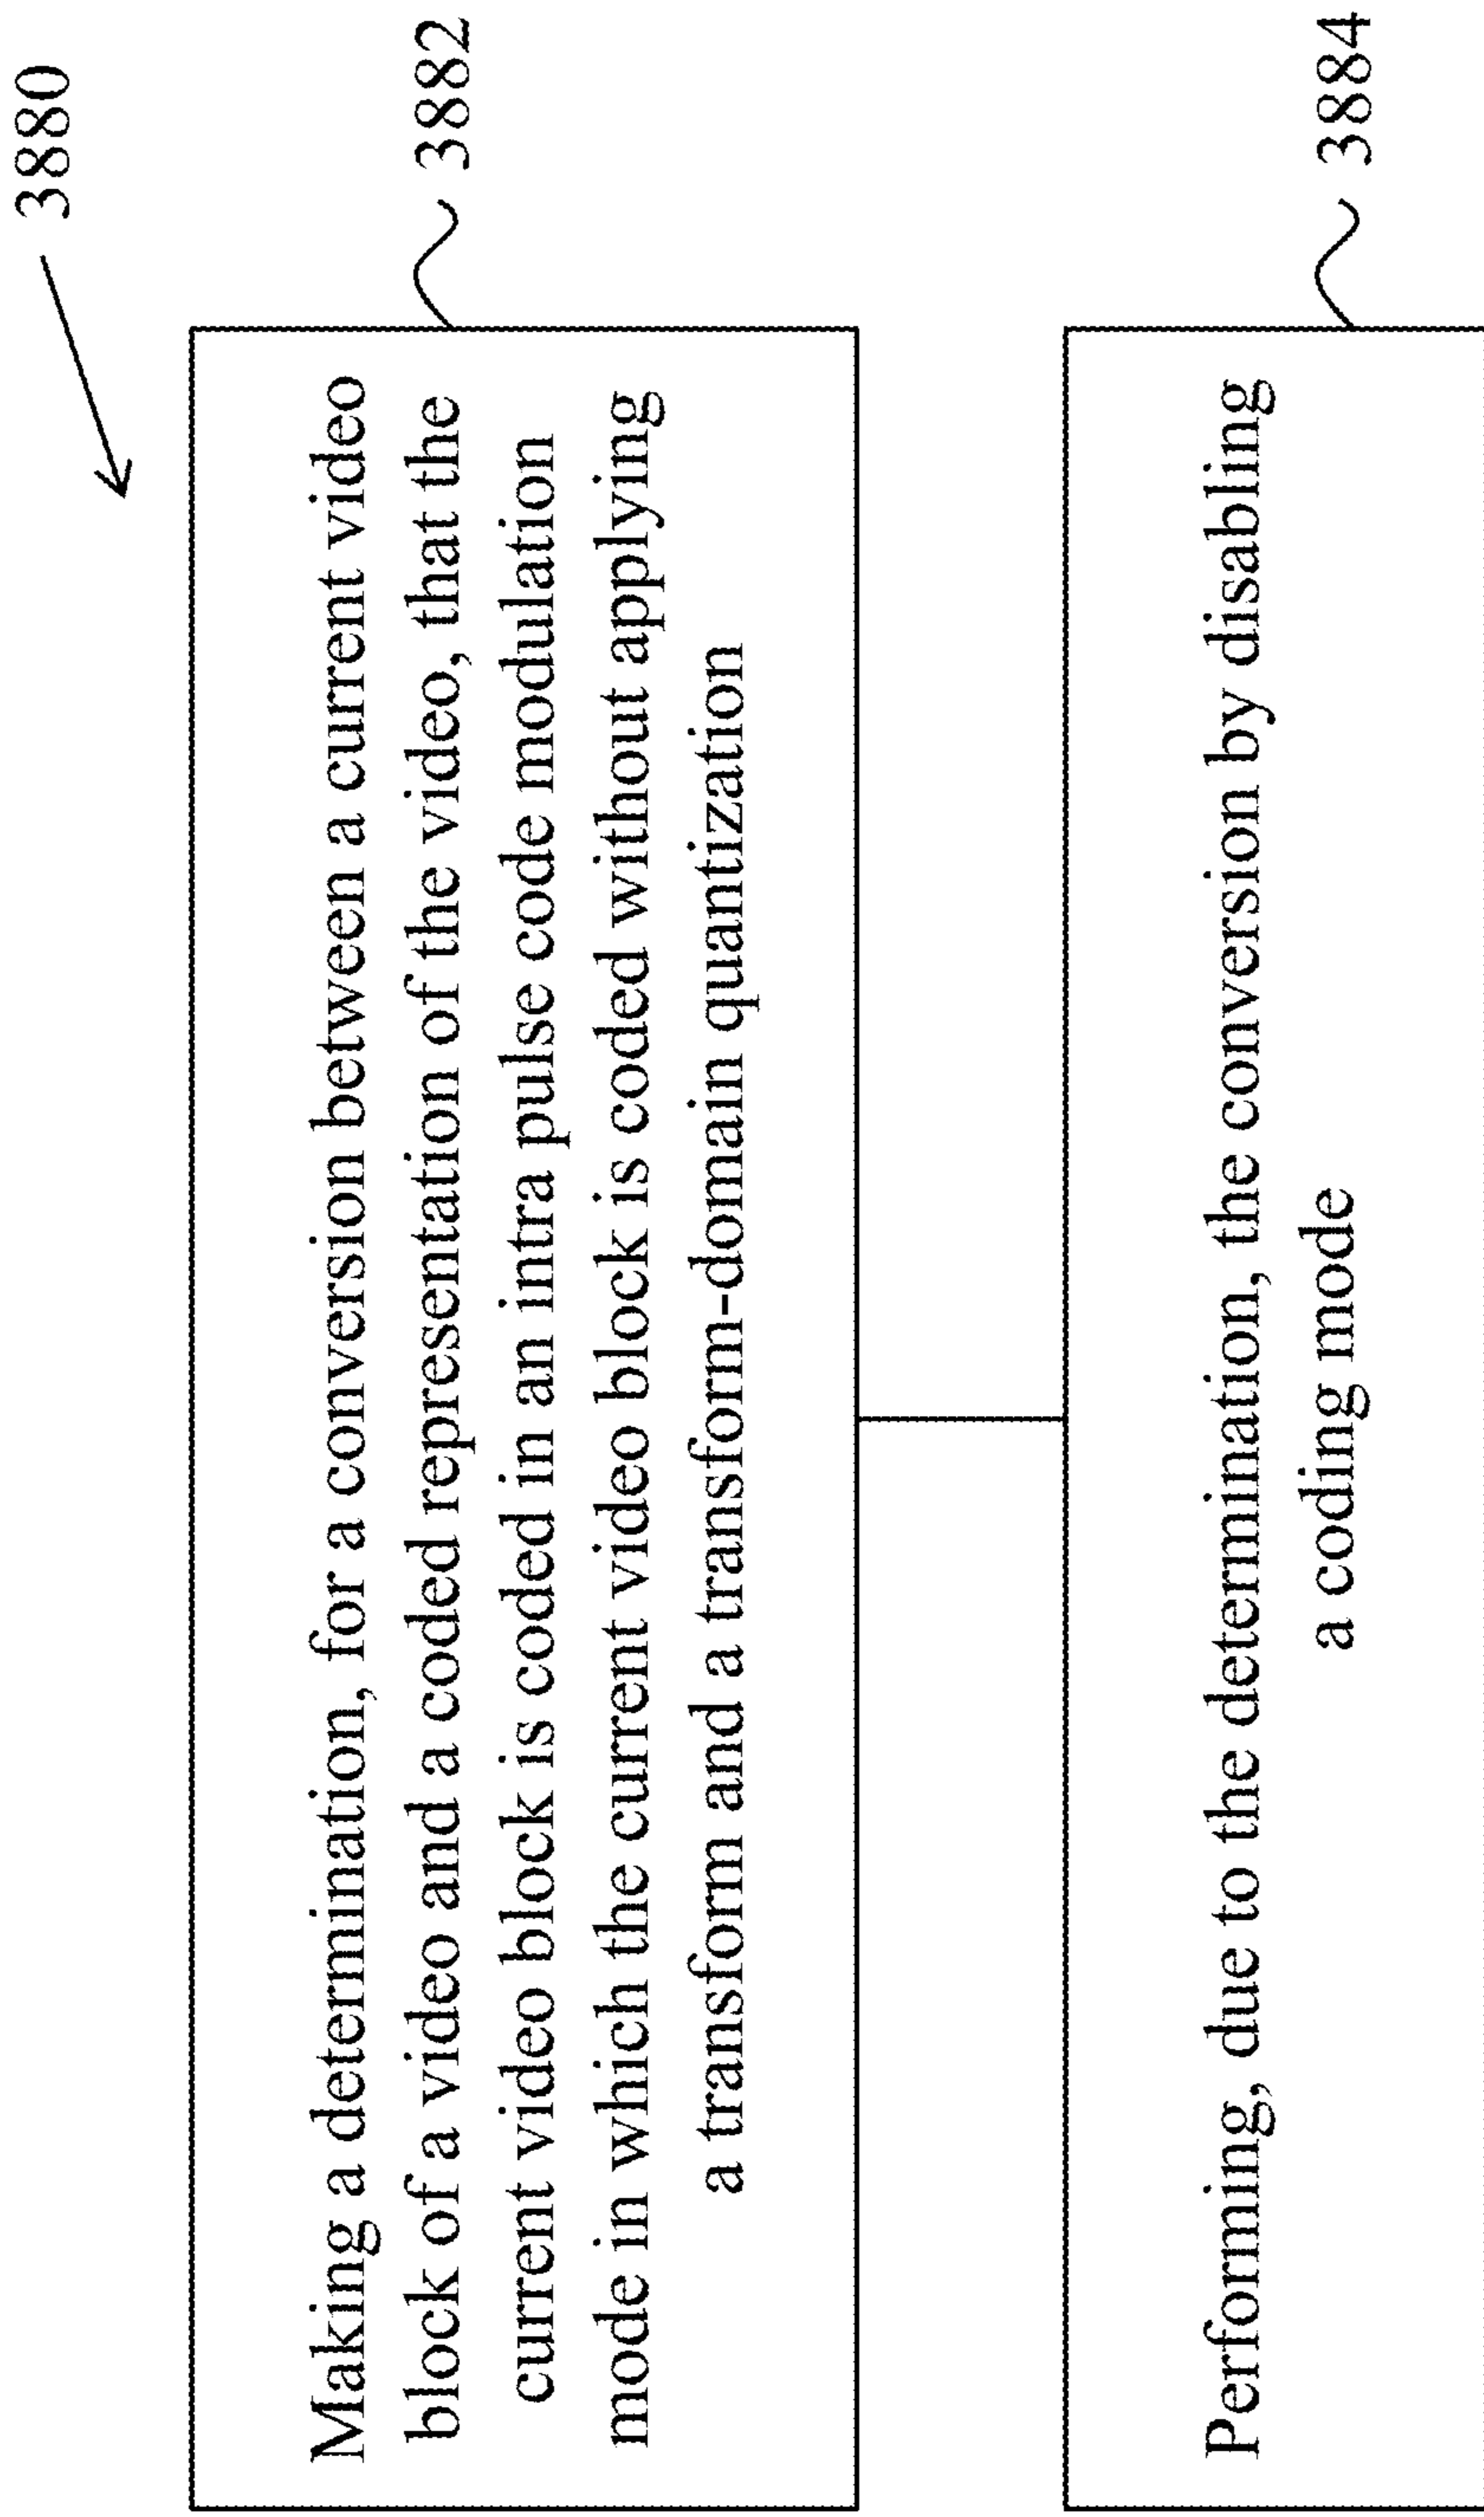 3880
Making a determination, for a conversion between a current video
block of a video and a coded representation of the video, that the
current video block is coded in an intra pulse code modulation
mode in which the current video block is coded without applying
a transform and a transform-domain quantization
3882
Performing, due to the determination, the conversion by disabling
a coding mode
3884